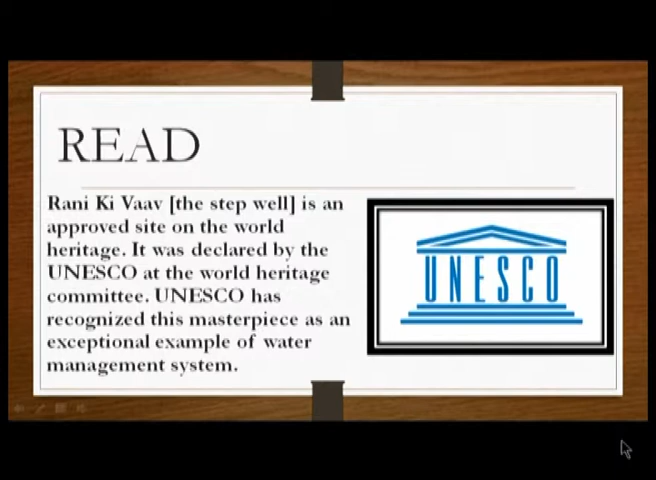 READ
Rani Ki Vaav [the step well] is an
approved site on the world
heritage. It was declared by the
UNESCO at the world heritage
committee. UNESCO has
recognized this masterpiece as an
exceptional example of water
management system.
UNESCO